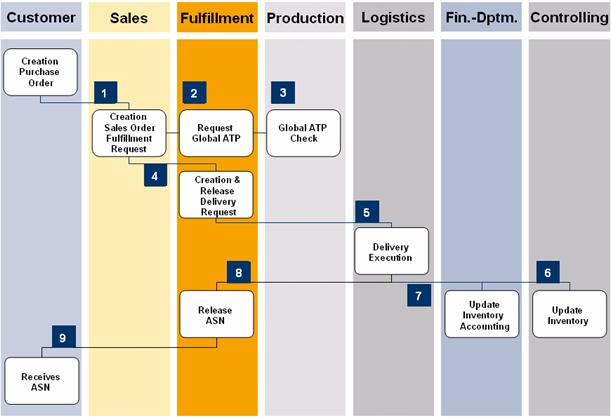 Customer
Sales
Fulfillment
Production
Logistics
Fin.-Dptm.
Controlling
Creation
Purchase
Order
1
2
3
Creation
Sales Order
Fulfillment
Request
Request
Global ATP
Global ATP
Check
4
Creation &
Release
Delivery
Request
5
Delivery
Execution
8
7
6
Release
ASN
Update
Inventory
Accounting
Update
Inventory
9
Receives
ASN